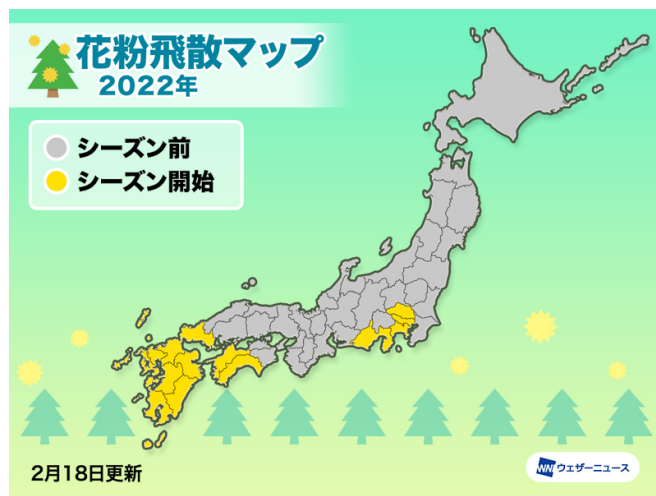 花粉飛散マップ
2022年
シーズン前
シーズン開始
2月18日更新
WNI ウェザーニュース